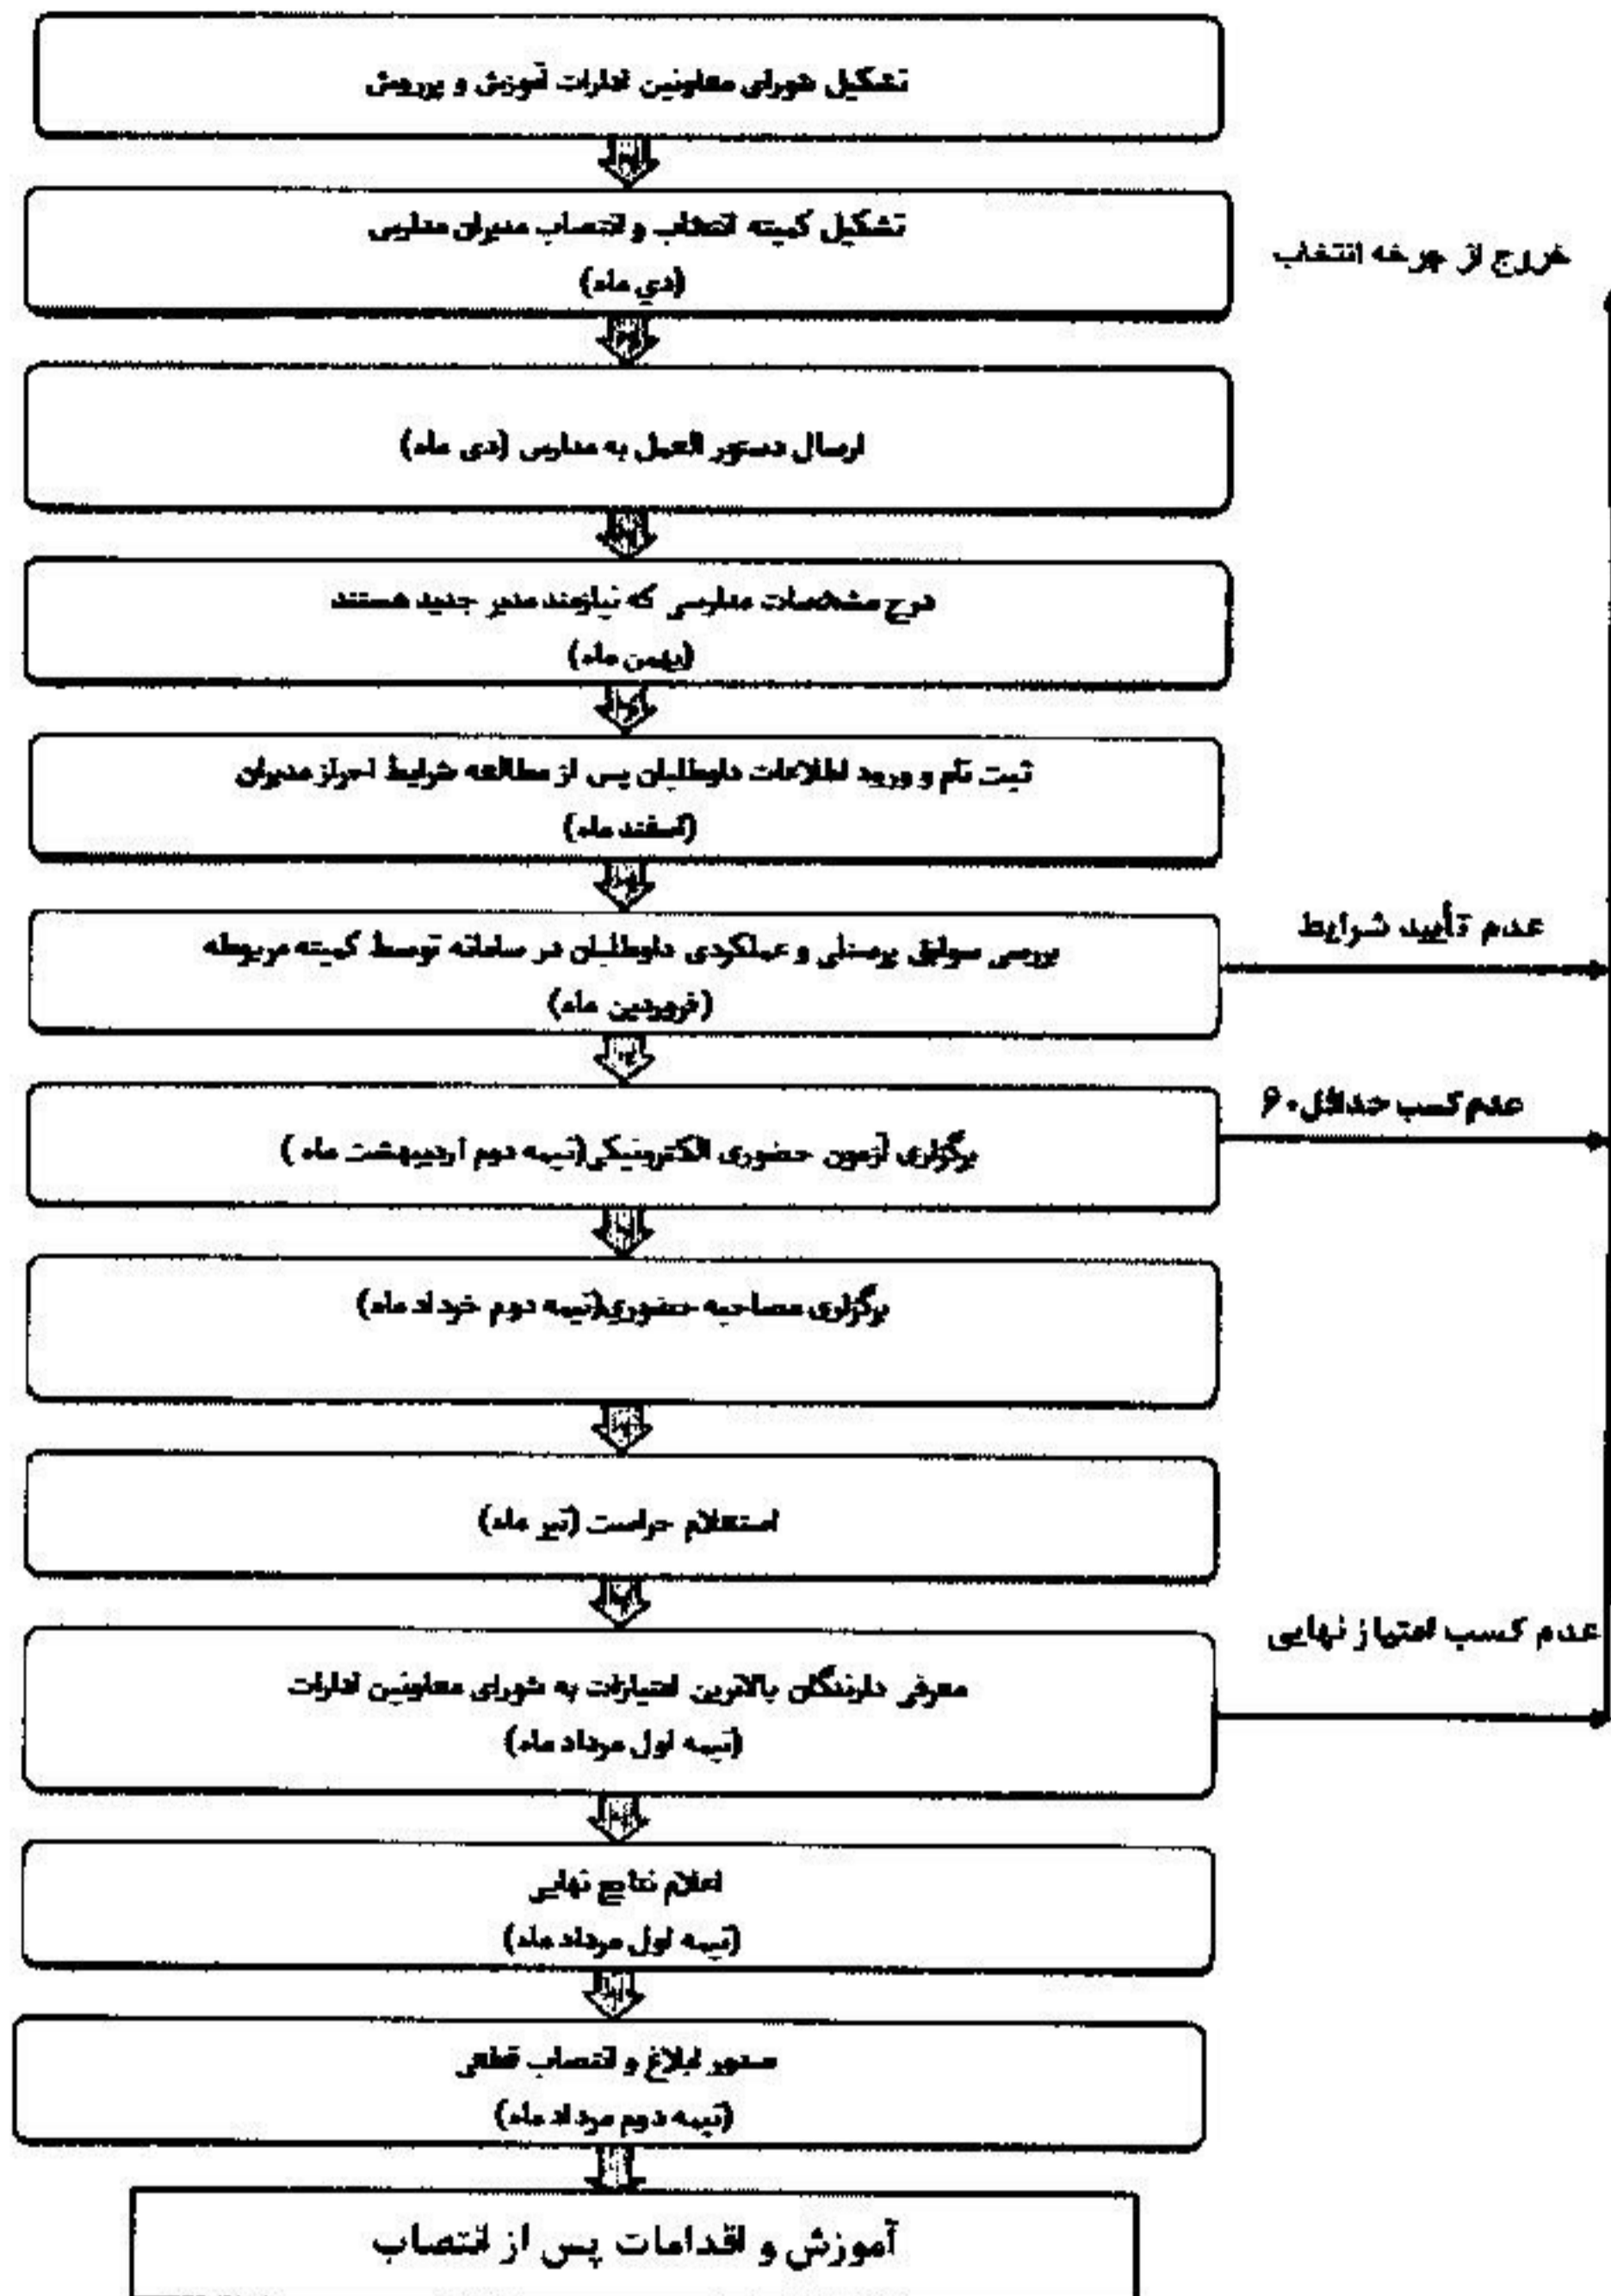 تشکیل شورای معاونین ادارات آموزش و پرورش
تشکیل کمیته انتخاب و انتصاب مدیران مدارس
(دی ماه)
خروج از چرخه انتخاب
ارسال دستور العمل به مدارس (دی ماه)
درج مشخصات مدارسی که نیازمند مدیر جدید هستند
(بهمن ماه)
ثبت نام و ورود اطلاعات داوطلبان پس از مطالعه شرایط احراز مدیران
(اسفند ماه)
بررسی سوابق پرسنلی و عملکردی داوطلبان در سامانه توسط کمیته مربوطه
(فروردین ماه)
عدم تأیید شرایط
برگزاری آزمون حضوری الکترونیکی(نیمه دوم اردیبهشت ماه )
عدم کسب حداقل ۶۰
برگزاری مصاحبه حضوری(نیمه دوم خرداد ماه)
استعلام حراست (تیر ماه)
معرفی دارندگان بالاترین امتیازات به شورای معاونین ادارات
(نیمه اول مرداد ماه)
عدم کسب امتیاز نهایی
اعلام نتایج نهایی
(نیمه اول مرداد ماه)
صدور ابلاغ و انتصاب قطعی
(نیمه دوم مرداد ماه)
آموزش و اقدامات پس از انتصاب